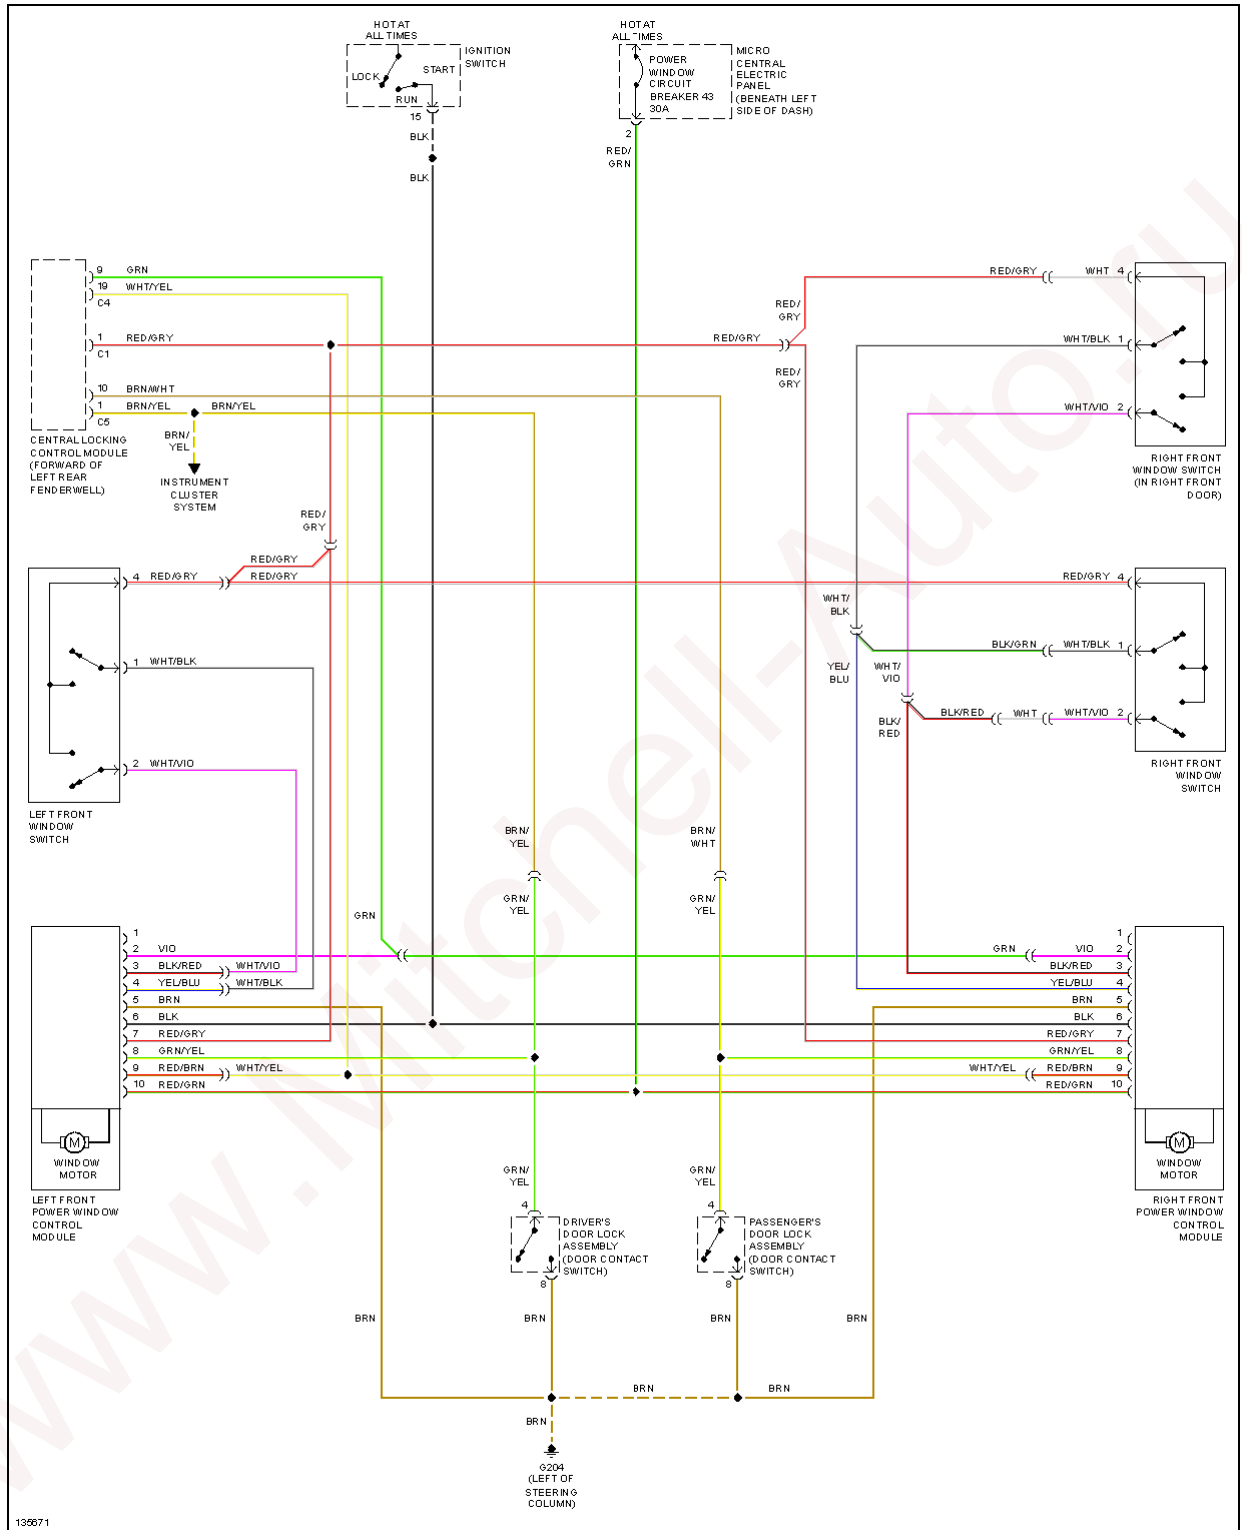 HOT AT
ALL TIMES
IGNITION
SWITCH
LOCK
START
RUN
15
BLK
BLK
HOT AT
ALL TIMES
POWER
WINDOW
CIRCUIT
BREAKER 43
30A
MICRO
CENTRAL
ELECTRIC
PANEL
(BENEATH LEFT
SIDE OF DASH)
2
RED/
GRN
9 GRN
19 WHT/YEL
C4
1 RED/GRY
C1
10 BRN/WHT
1 BRN/YEL
BRN/YEL
C5
CENTRAL LOCKING
CONTROL MODULE
(FORWARD OF
LEFT REAR
FENDERWELL)
BRN/
YEL
INSTRUMENT
CLUSTER
SYSTEM
RED/
GRY
RED/GRY
RED/
GRY
RED/
GRY
RED/GRY
WHT 4
WHT/BLK 1
WHT/VIO 2
RIGHT FRONT
WINDOW SWITCH
(IN RIGHT FRONT
DOOR)
RED/GRY
4 RED/GRY
RED/GRY
RED/GRY 4
1 WHT/BLK
2 WHT/VIO
LEFT FRONT
WINDOW
SWITCH
WHT/
BLK
BLK/GRN
WHT/BLK 1
YEL/
BLU
WHT/
VIO
BLK/RED
WHT
WHT/VIO 2
BLK/
RED
RIGHT FRONT
WINDOW
SWITCH
BRN/
YEL
BRN/
WHT
GRN/
YEL
GRN/
YEL
GRN
1
2 VIO
3 BLK/RED
WHT/VIO
4 YEL/BLU
WHT/BLK
5 BRN
6 BLK
7 RED/GRY
8 GRN/YEL
9 RED/BRN
WHT/YEL
10 RED/GRN
M
WINDOW
MOTOR
LEFT FRONT
POWER WINDOW
CONTROL
MODULE
1
GRN
VIO 2
BLK/RED 3
YEL/BLU 4
BRN 5
BLK 6
RED/GRY 7
GRN/YEL 8
WHT/YEL
RED/BRN 9
RED/GRN 10
M
WINDOW
MOTOR
RIGHT FRONT
POWER WINDOW
CONTROL
MODULE
GRN/
YEL
4
DRIVER'S
DOOR LOCK
ASSEMBLY
(DOOR CONTACT
SWITCH)
8
GRN/
YEL
4
PASSENGER'S
DOOR LOCK
ASSEMBLY
(DOOR CONTACT
SWITCH)
8
BRN
BRN
BRN
BRN
BRN
BRN
BRN
G204
(LEFT OF
STEERING
COLUMN)
135671
www.Mitchell-Auto.ru